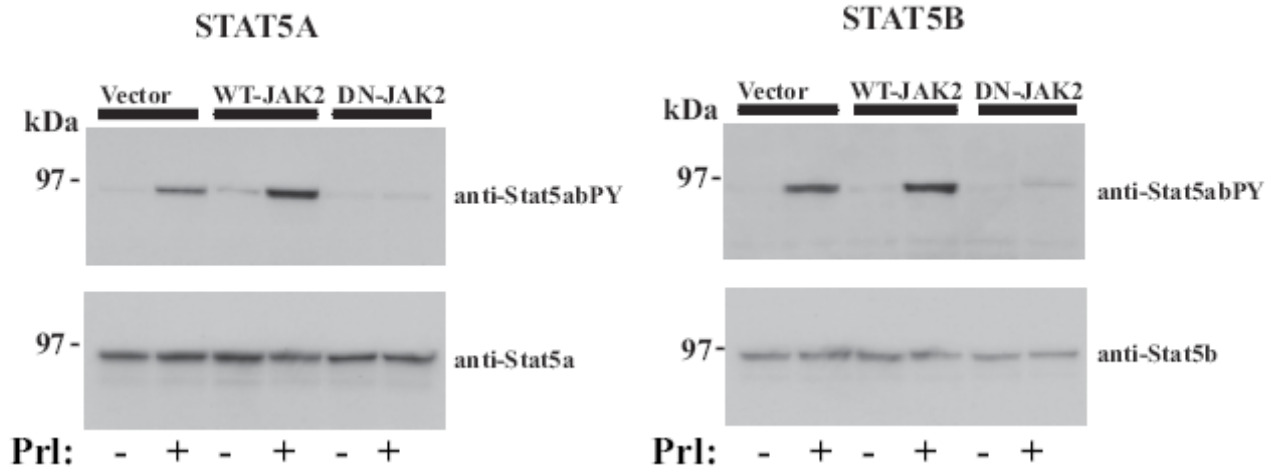 STAT5A
Vector WT-JAK2 DN-JAK2
kDa
97-
anti-Stat5abPY
97-
anti-Stat5a
Prl: - + - + - +
STAT5B
Vector WT-JAK2 DN-JAK2
kDa
97-
anti-Stat5abPY
97-
anti-Stat5b
Prl: - + - + - +